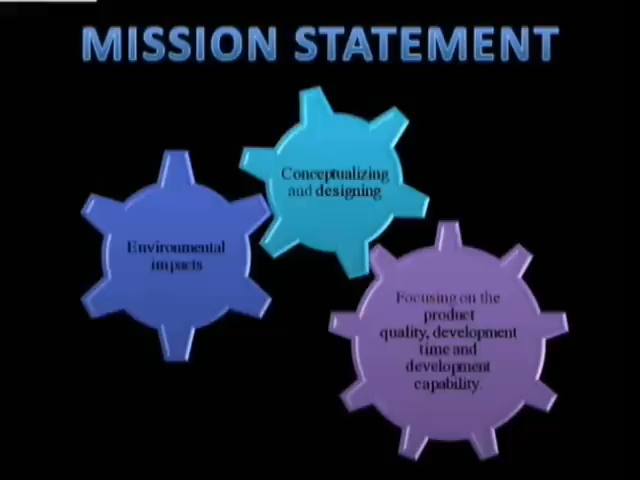 MISSION STATEMENT
Conceptualizing
and designing
Environmental
impacts
Focusing on the
product
quality, development
time and
development
capability.